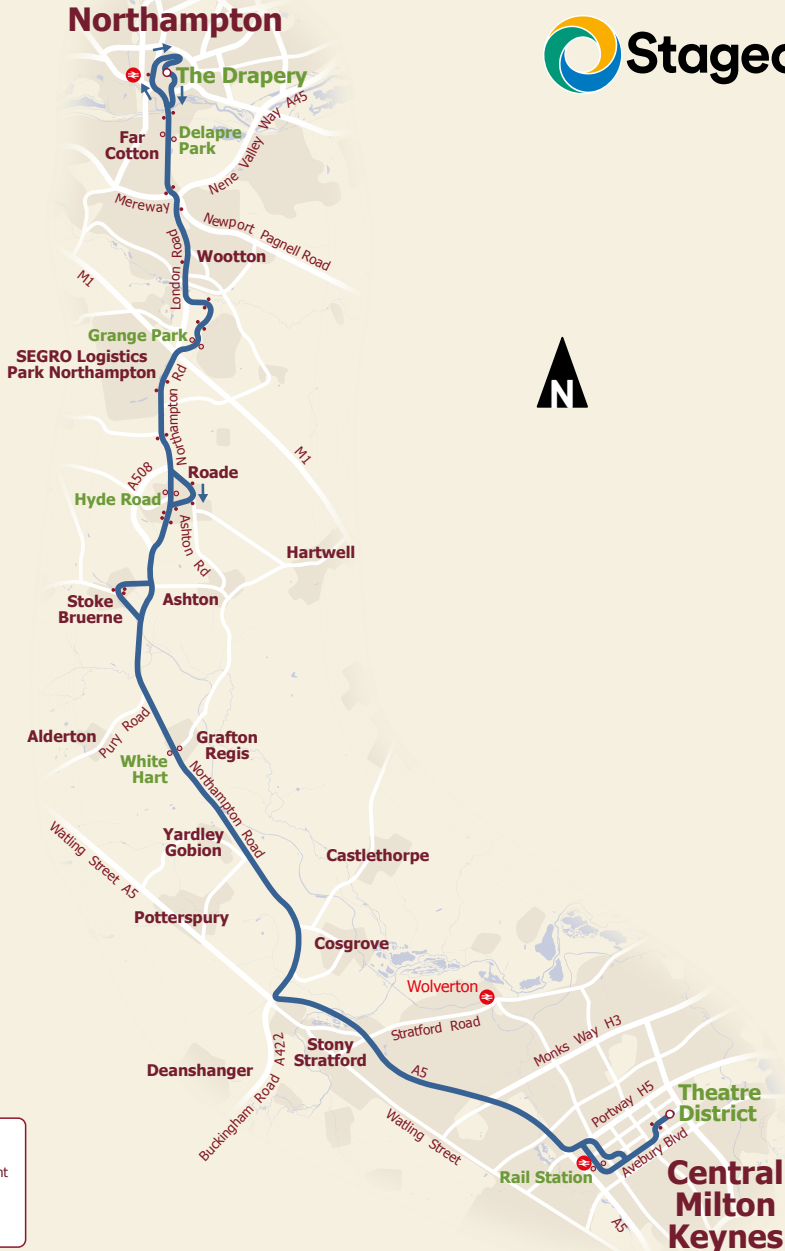 Northampton
Stagec
The Drapery
Far
Cotton
Delapre
Park
Nene Valley Way A45
Mereway
Newport Pagnell Road
London Road
Wootton
M1
Grange Park
SEGRO Logistics
Park Northampton
Northampton Rd
N
M1
A508
Roade
Hyde Road
Ashton Rd
Hartwell
Stoke
Bruerne
Ashton
Alderton
Pury Road
Grafton
Regis
White
Hart
Northampton Road
Watling Street A5
Yardley
Gobion
Castlethorpe
Potterspury
Cosgrove
Wolverton
Stratford Road
Monks Way H3
Stony
Stratford
Deanshanger
Buckingham Road A422
A5
Watling Street
Portway H5
Theatre
District
Avebury Blvd
Rail Station
Central
Milton
Keynes
A5
nt